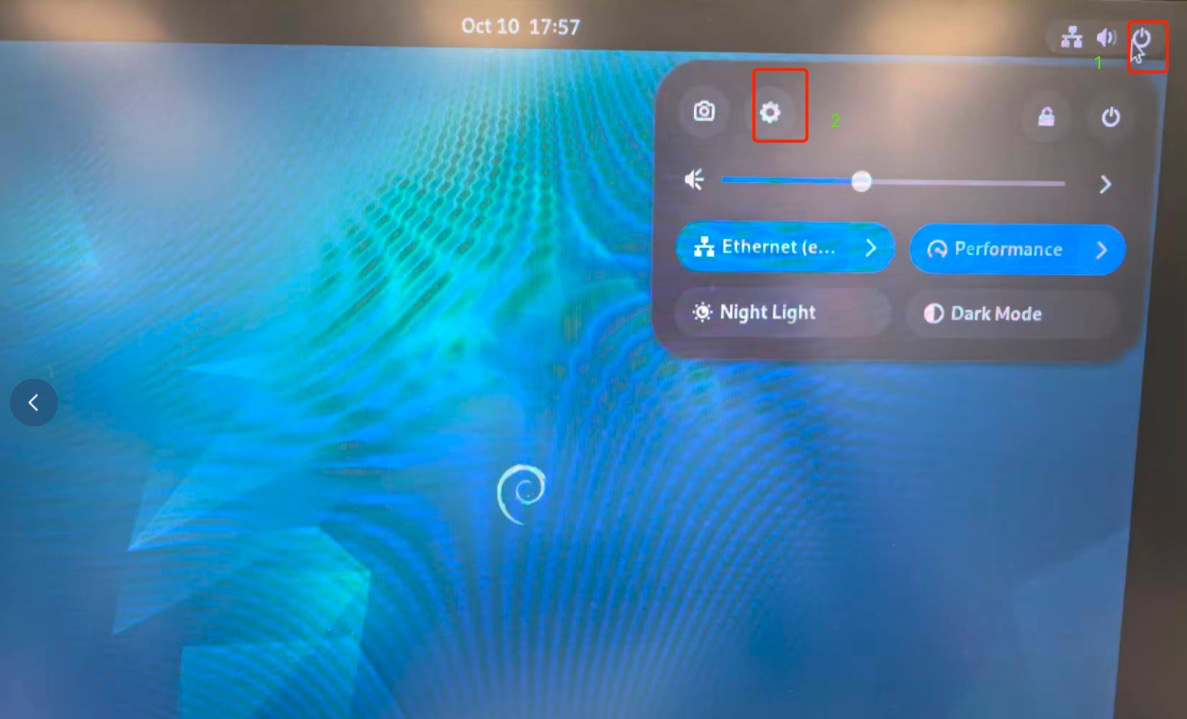 Oct 10 17:57
1
2
Ethernet (e...
Performance
Night Light
Dark Mode